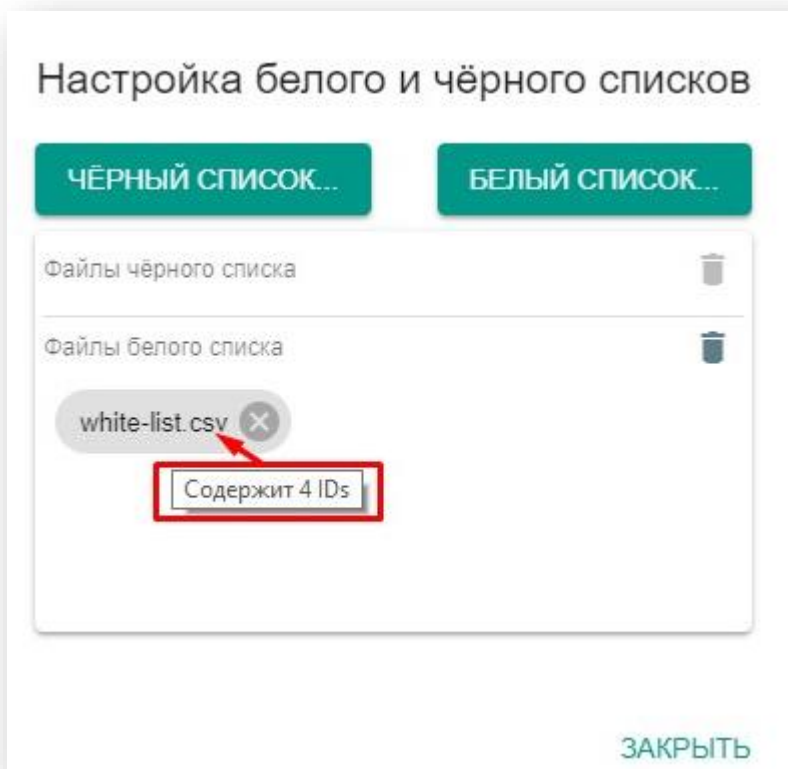 Настройка белого и чёрного списков
ЧЁРНЫЙ СПИСОК... БЕЛЫЙ СПИСОК...
Файлы чёрного списка
Файлы белого списка
white-list.csv
Содержит 4 IDs
ЗАКРЫТЬ